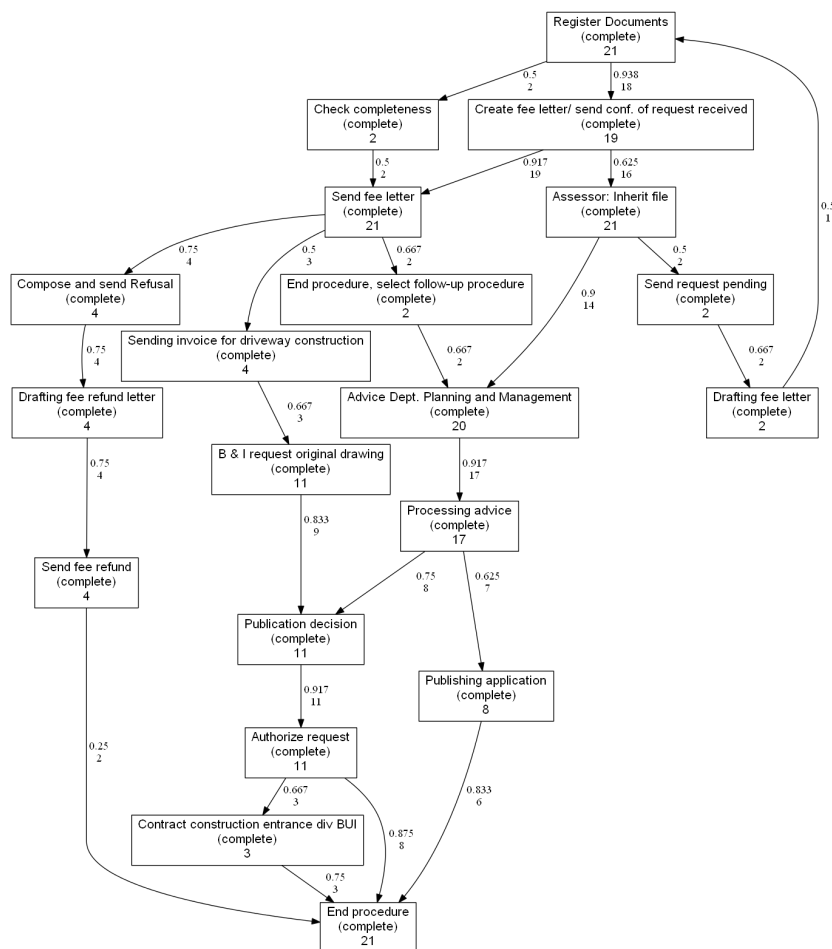 Register Documents
(complete)
21
0.5
2
0.938
18
Check completeness
(complete)
2
Create fee letter/ send conf. of request received
(complete)
19
0.5
2
0.917
19
0.625
16
Send fee letter
(complete)
21
Assessor: Inherit file
(complete)
21
0.75
4
0.5
3
0.667
2
0.9
14
0.5
2
Compose and send Refusal
(complete)
4
End procedure, select follow-up procedure
(complete)
2
Send request pending
(complete)
2
Sending invoice for driveway construction
(complete)
4
0.75
4
0.667
2
0.667
2
Drafting fee refund letter
(complete)
4
0.667
3
Advice Dept. Planning and Management
(complete)
20
Drafting fee letter
(complete)
2
B & I request original drawing
(complete)
11
0.75
4
0.917
17
Processing advice
(complete)
17
0.833
9
Send fee refund
(complete)
4
0.75
8
0.625
7
Publication decision
(complete)
11
Publishing application
(complete)
8
0.917
11
Authorize request
(complete)
11
0.25
2
0.667
3
0.875
8
0.833
6
Contract construction entrance div BUI
(complete)
3
0.75
3
End procedure
(complete)
21